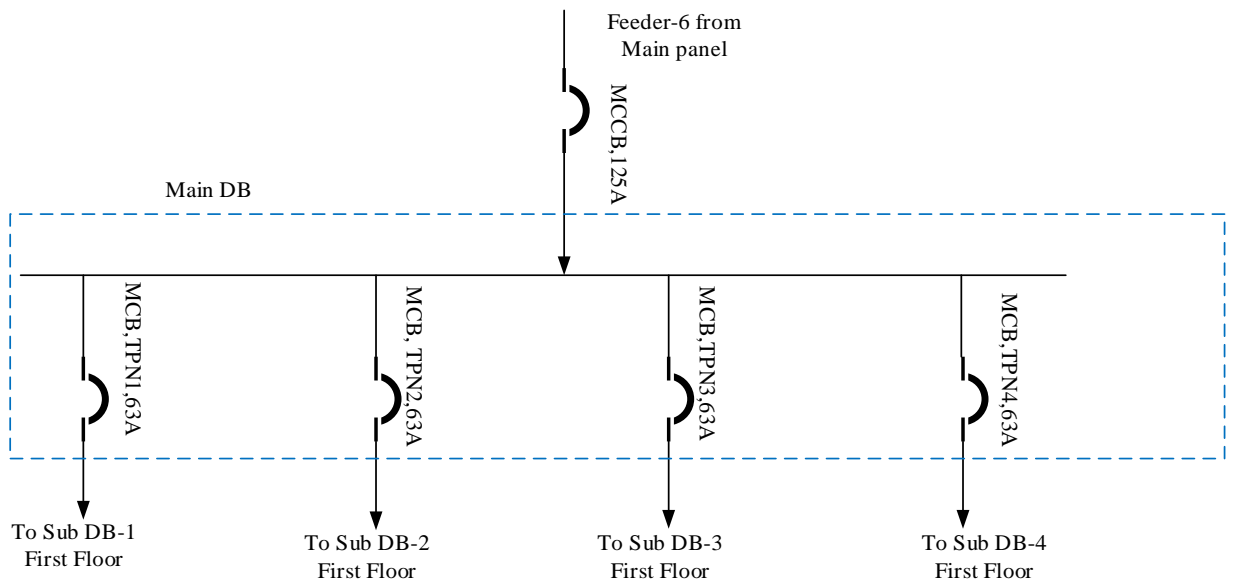 Feeder-6 from
Main panel
MCCB,125A
Main DB
MCB,TPN1,63A
MCB, TPN2,63A
MCB,TPN3,63A
MCB,TPN4,63A
To Sub DB-1
First Floor
To Sub DB-2
First Floor
To Sub DB-3
First Floor
To Sub DB-4
First Floor